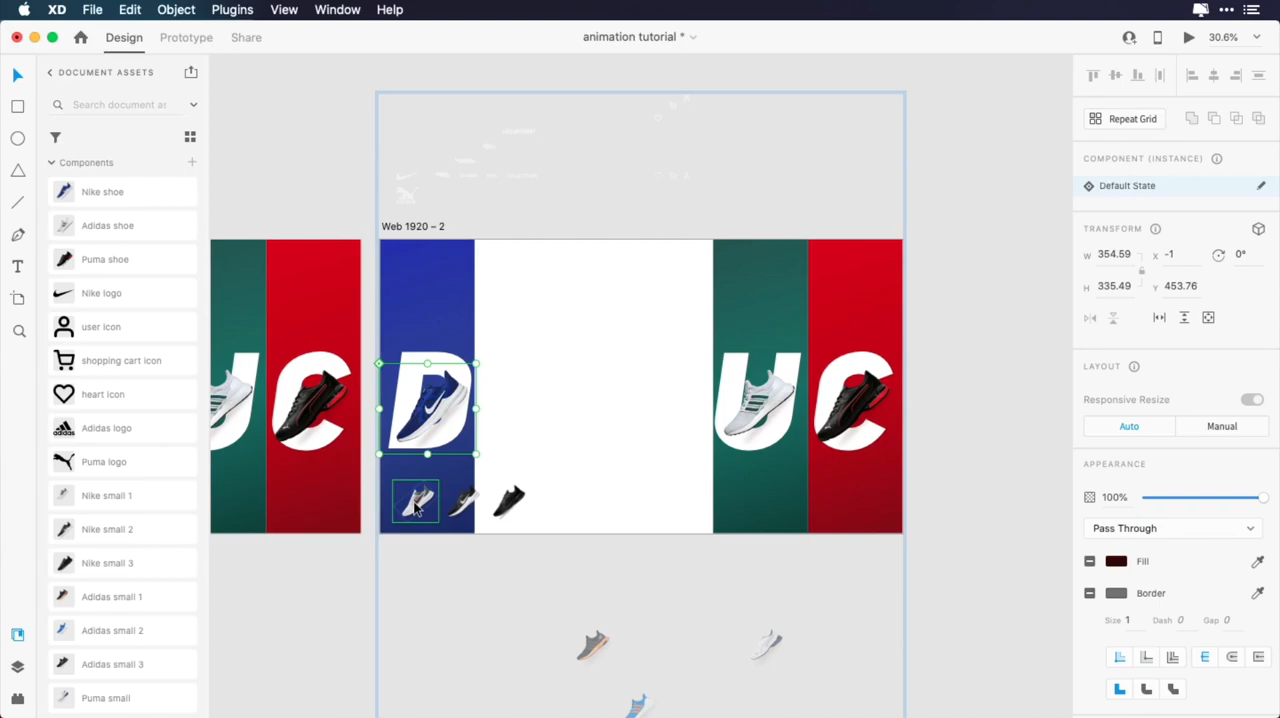 XD File Edit Object Plugins View Window Help
Design Prototype Share
animation tutorial *
30.6%
DOCUMENT ASSETS
Search document as
Components
Nike shoe
Adidas shoe
Puma shoe
Nike logo
user icon
shopping cart icon
heart icon
Adidas logo
Puma logo
Nike small 1
Nike small 2
Nike small 3
Adidas small 1
Adidas small 2
Adidas small 3
Puma small
Web 1920 – 2
U C D U C
Repeat Grid
COMPONENT (INSTANCE)
Default State
TRANSFORM
W 354.59 X -1 0°
H 335.49 Y 453.76
LAYOUT
Responsive Resize
Auto Manual
APPEARANCE
100%
Pass Through
Fill
Border
Size 1 Dash 0 Gap 0